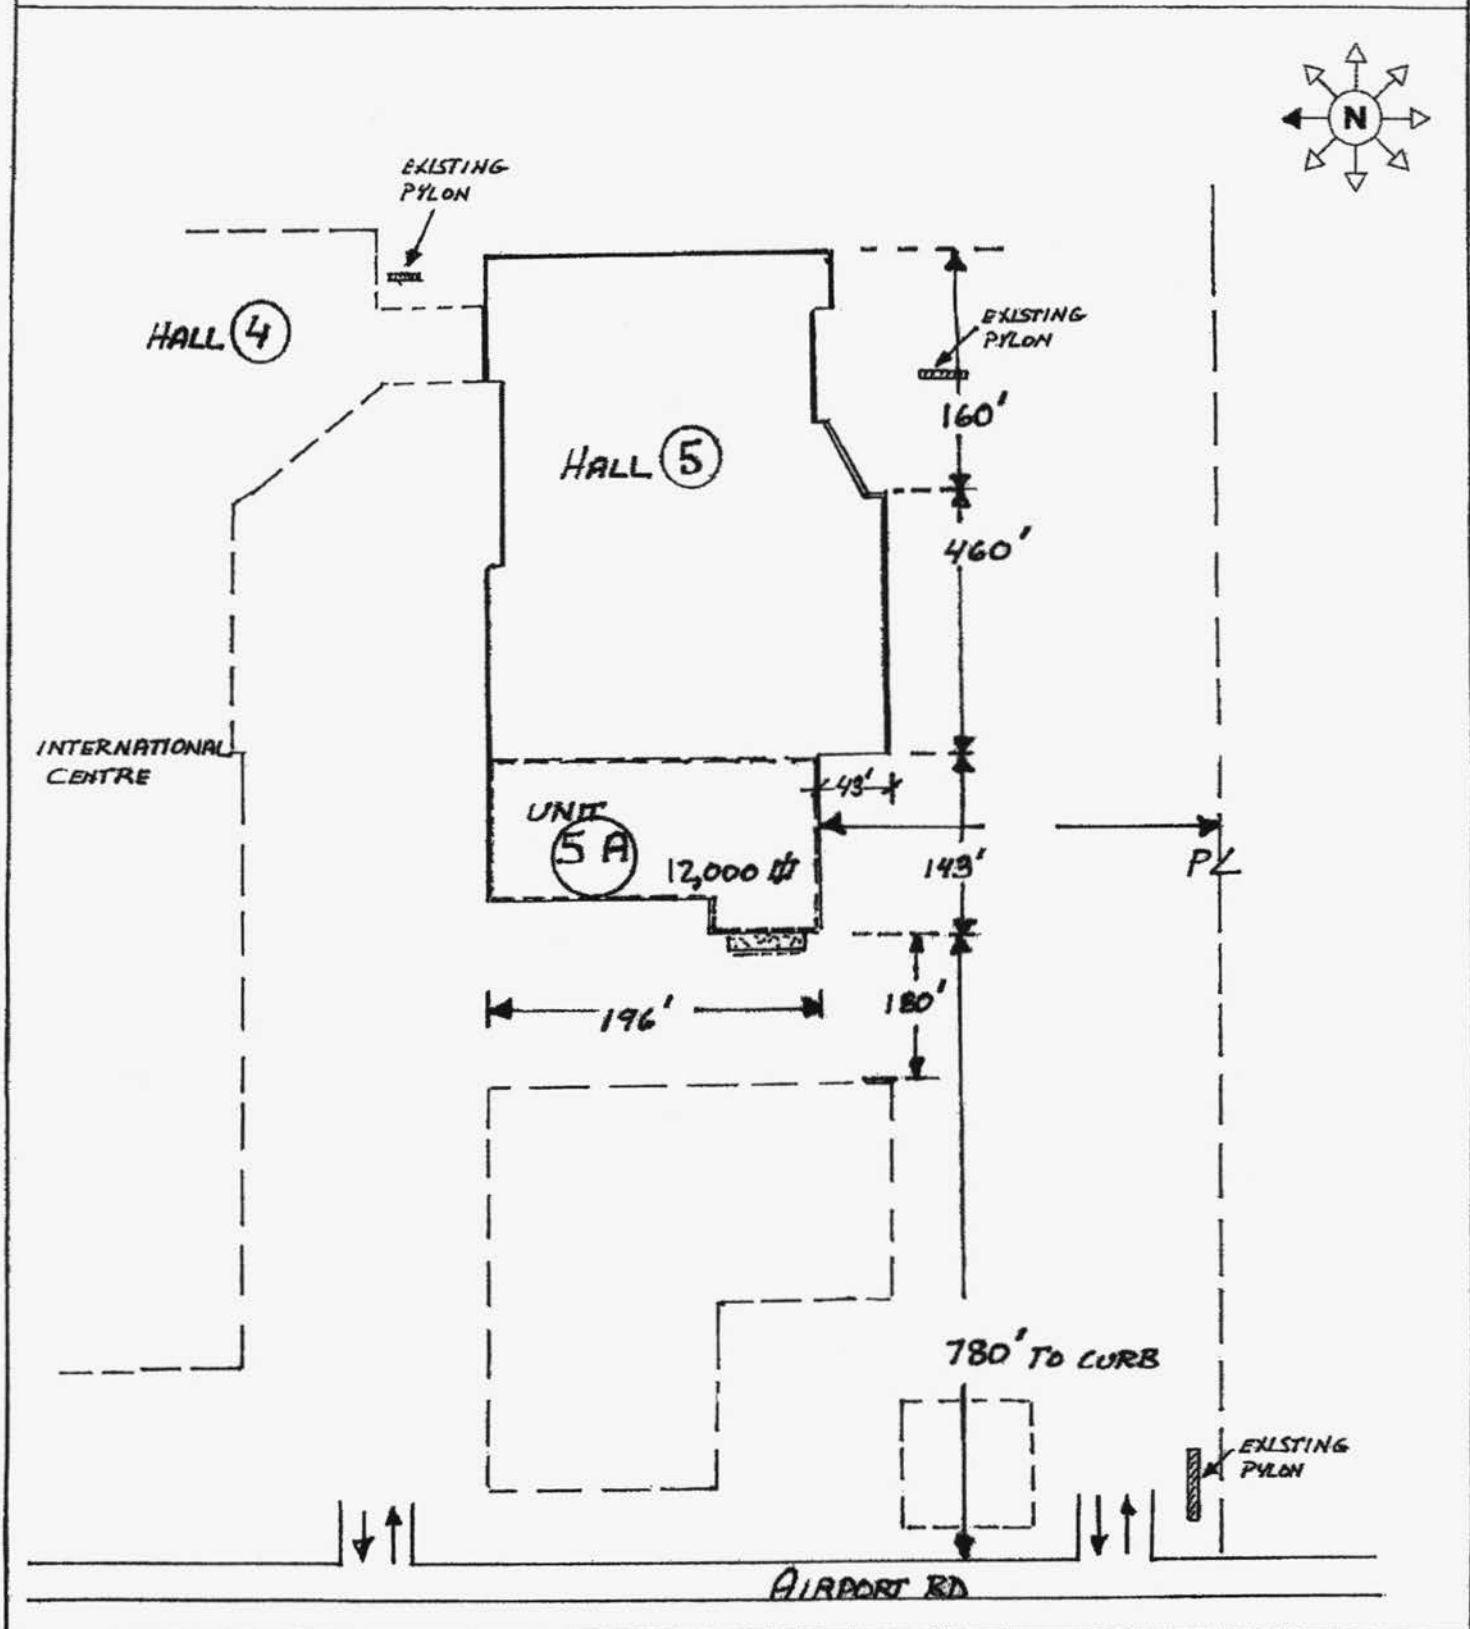 N
EXISTING
PYLON
HALL 4
EXISTING
PYLON
160'
HALL 5
460'
INTERNATIONAL
CENTRE
43'
UNIT
5A
12,000
143'
PL
180'
196'
780' TO CURB
EXISTING
PYLON
AIRPORT RD